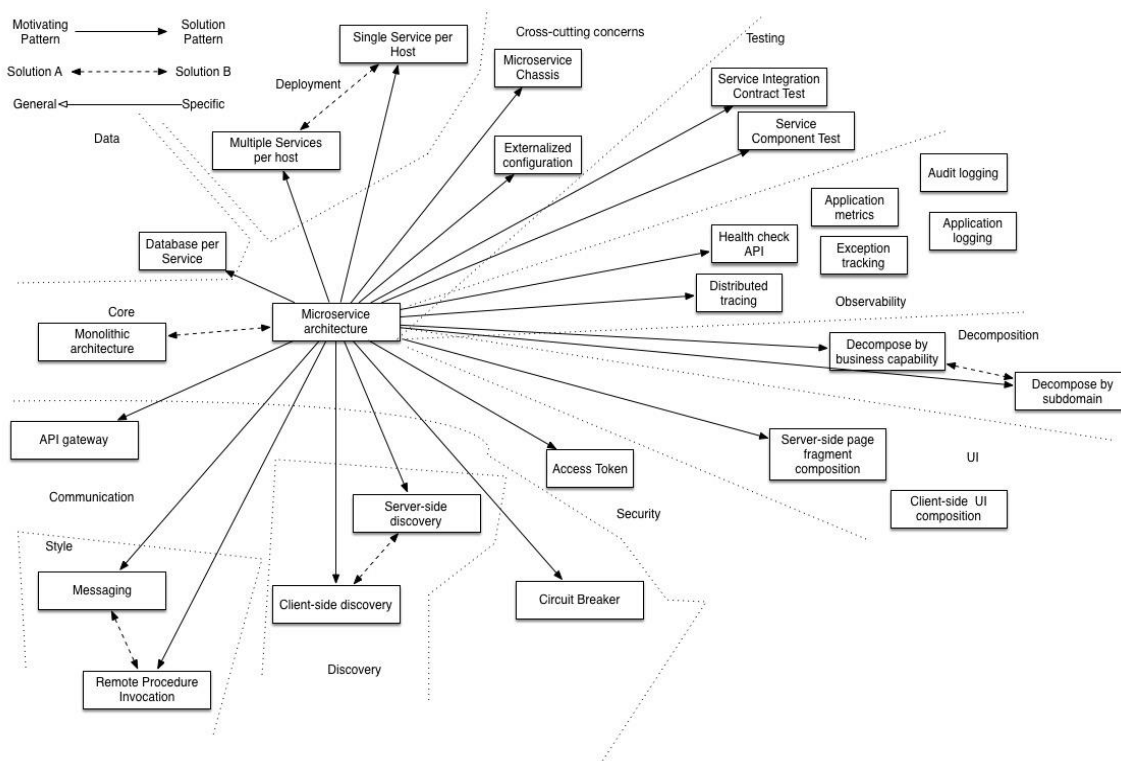 Motivating
Pattern
Solution
Pattern
Solution A
Solution B
General
Specific
Data
Deployment
Single Service per
Host
Multiple Services
per host
Cross-cutting concerns
Microservice
Chassis
Externalized
configuration
Testing
Service Integration
Contract Test
Service
Component Test
Audit logging
Application
metrics
Application
logging
Health check
API
Exception
tracking
Distributed
tracing
Observability
Database per
Service
Core
Monolithic
architecture
Microservice
architecture
Decomposition
Decompose by
business capability
Decompose by
subdomain
API gateway
Access Token
Server-side page
fragment composition
UI
Client-side UI
composition
Communication
Server-side
discovery
Security
Style
Messaging
Client-side discovery
Circuit Breaker
Discovery
Remote Procedure
Invocation